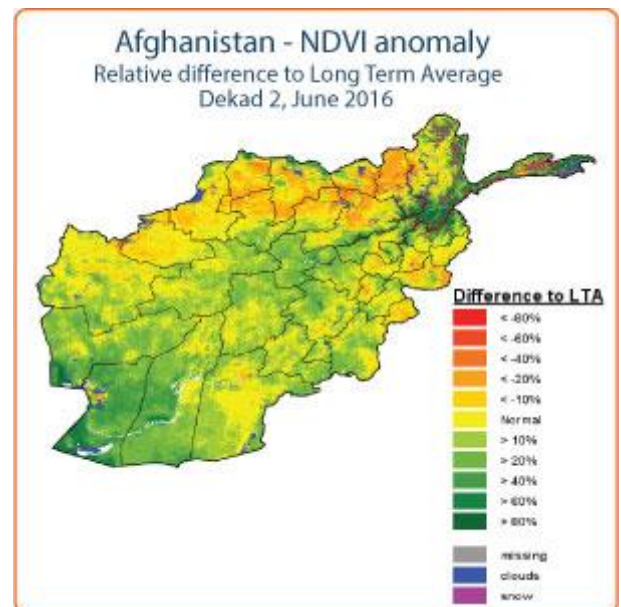 Afghanistan - NDVI anomaly
Relative difference to Long Term Average
Dekad 2, June 2016
Difference to LTA
< -80%
< -60%
< -40%
< -20%
< -10%
Normal
> 10%
> 20%
> 40%
> 60%
> 80%
missing
clouds
snow